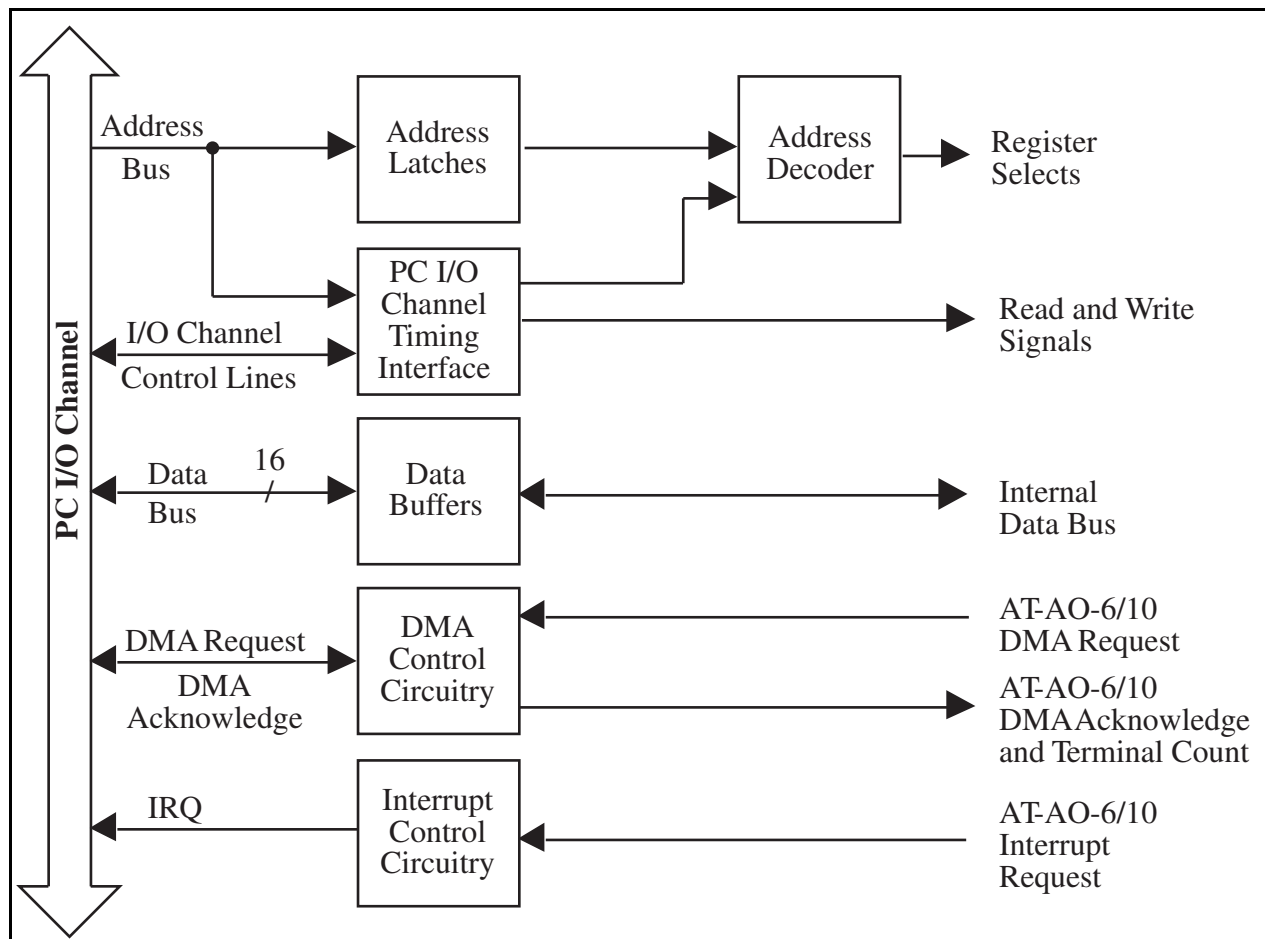 PC I/O Channel
Address
Bus
Address
Latches
Address
Decoder
Register
Selects
I/O Channel
Control Lines
PC I/O
Channel
Timing
Interface
Read and Write
Signals
Data
Bus
16
Data
Buffers
Internal
Data Bus
DMA Request
DMA
Acknowledge
DMA
Control
Circuitry
AT-AO-6/10
DMA Request
AT-AO-6/10
DMA Acknowledge
and Terminal Count
IRQ
Interrupt
Control
Circuitry
AT-AO-6/10
Interrupt
Request